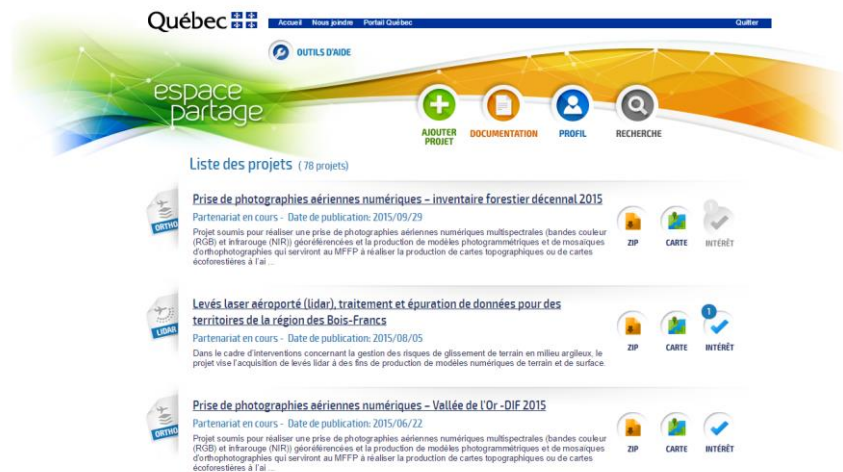 Québec
Accueil Nous joindre Portail Québec Quitter
OUTILS D'AIDE
espace
partage
AJOUTER PROJET
DOCUMENTATION
PROFIL
RECHERCHE
Liste des projets (78 projets)
ORTHO
Prise de photographies aériennes numériques – inventaire forestier décennal 2015
Partenariat en cours - Date de publication: 2015/09/29
Projet soumis pour réaliser une prise de photographies aériennes numériques multispectrales (bandes couleur
(RGB) et infrarouge (NIR)) géoréférencées et la production de modèles photogrammétriques et de mosaïques
d'orthophotographies qui serviront au MFFP à réaliser la production de cartes topographiques ou de cartes
écoforestières à l'ai ...
ZIP CARTE INTÉRÊT
1
LIDAR
Levés laser aéroporté (lidar), traitement et épuration de données pour des
territoires de la région des Bois-Francs
Partenariat en cours - Date de publication: 2015/08/05
Dans le cadre d'interventions concernant la gestion des risques de glissement de terrain en milieu argileux, le
projet vise l'acquisition de levés lidar à des fins de production de modèles numériques de terrain et de surface.
1
ZIP CARTE INTÉRÊT
ORTHO
Prise de photographies aériennes numériques – Vallée de l'Or -DIF 2015
Partenariat en cours - Date de publication: 2015/06/22
Projet soumis pour réaliser une prise de photographies aériennes numériques multispectrales (bandes couleur
(RGB) et infrarouge (NIR)) géoréférencées et la production de modèles photogrammétriques et de mosaïques
d'orthophotographies qui serviront au MFFP à réaliser la production de cartes topographiques ou de cartes
écoforestières à l'ai ...
ZIP CARTE INTÉRÊT